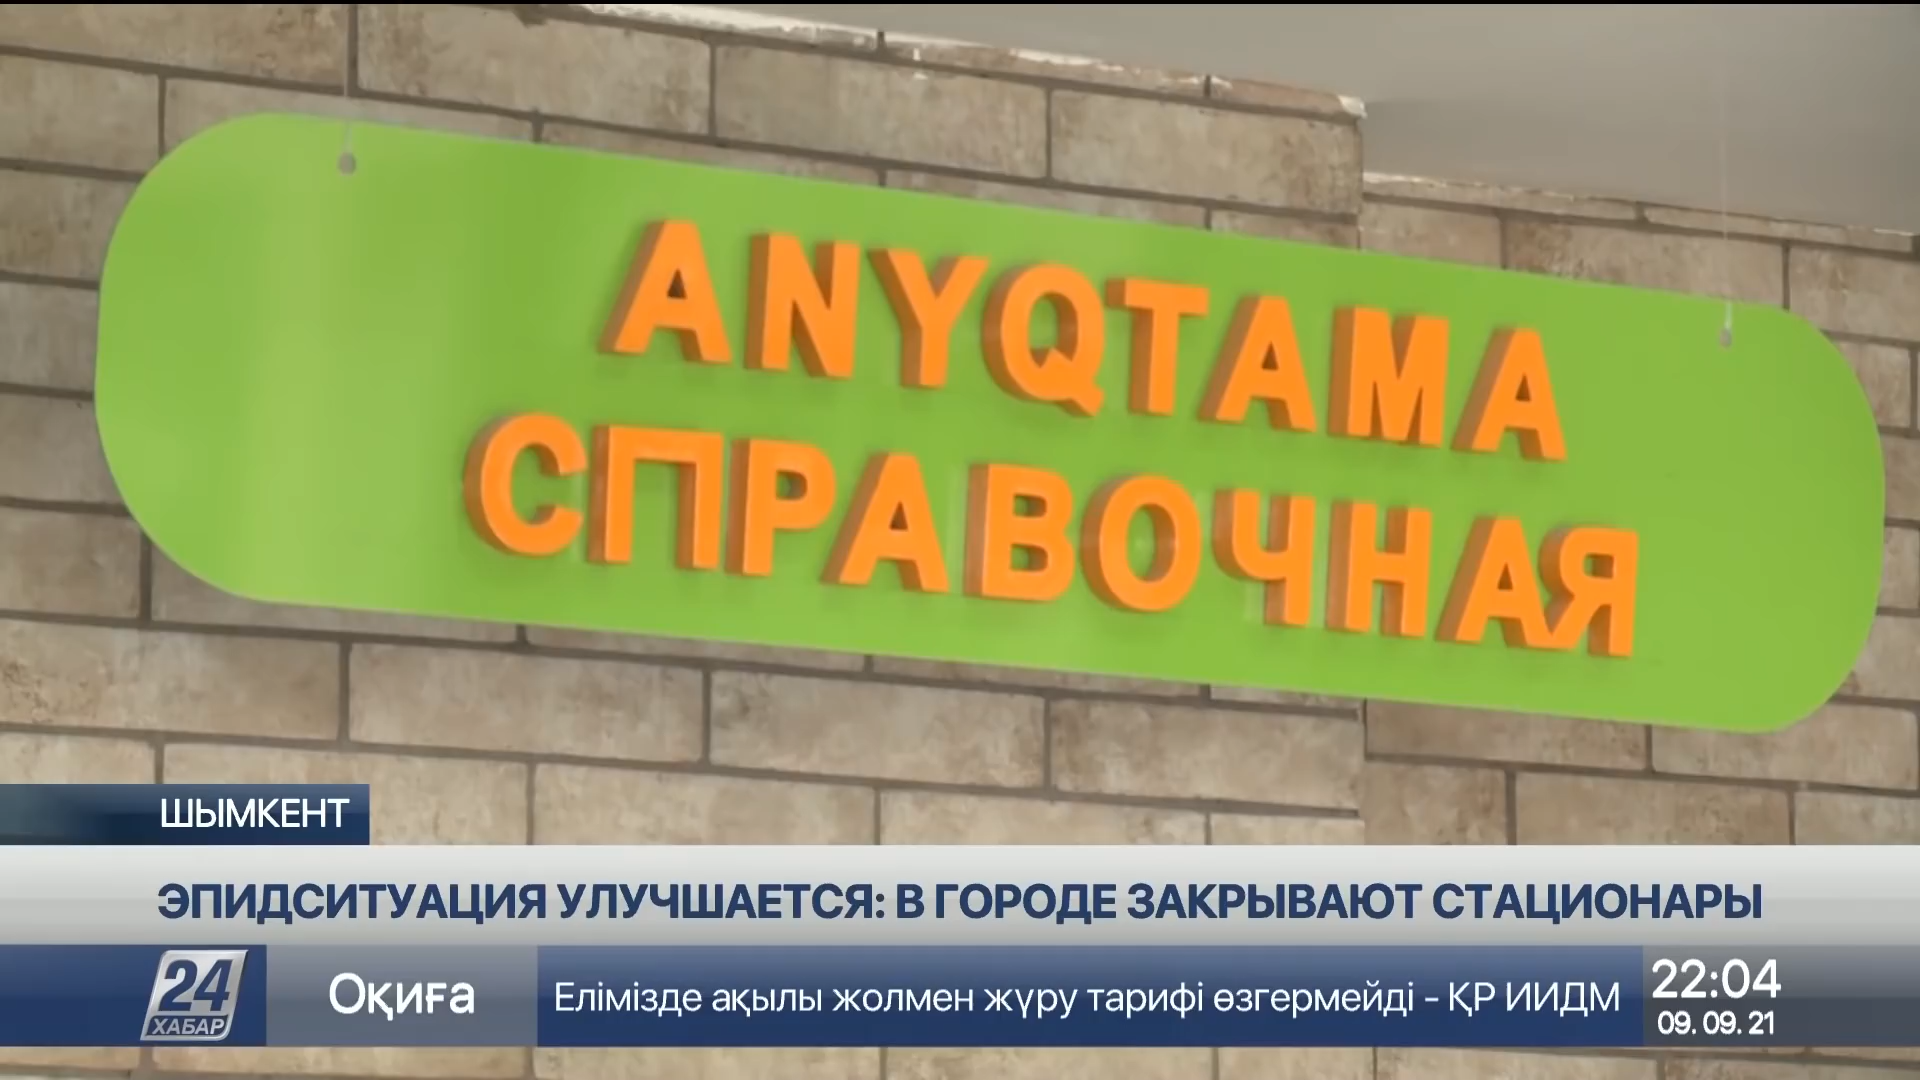 ANYQTAMA
СПРАВОЧНАЯ
ШЫМКЕНТ
ЭПИДСИТУАЦИЯ УЛУЧШАЕТСЯ: В ГОРОДЕ ЗАКРЫВАЮТ СТАЦИОНАРЫ
24
ХАБАР
Оқиға
Елімізде ақылы жолмен жүру тарифі өзгермейді - ҚР ИИДМ
22:04
09. 09. 21